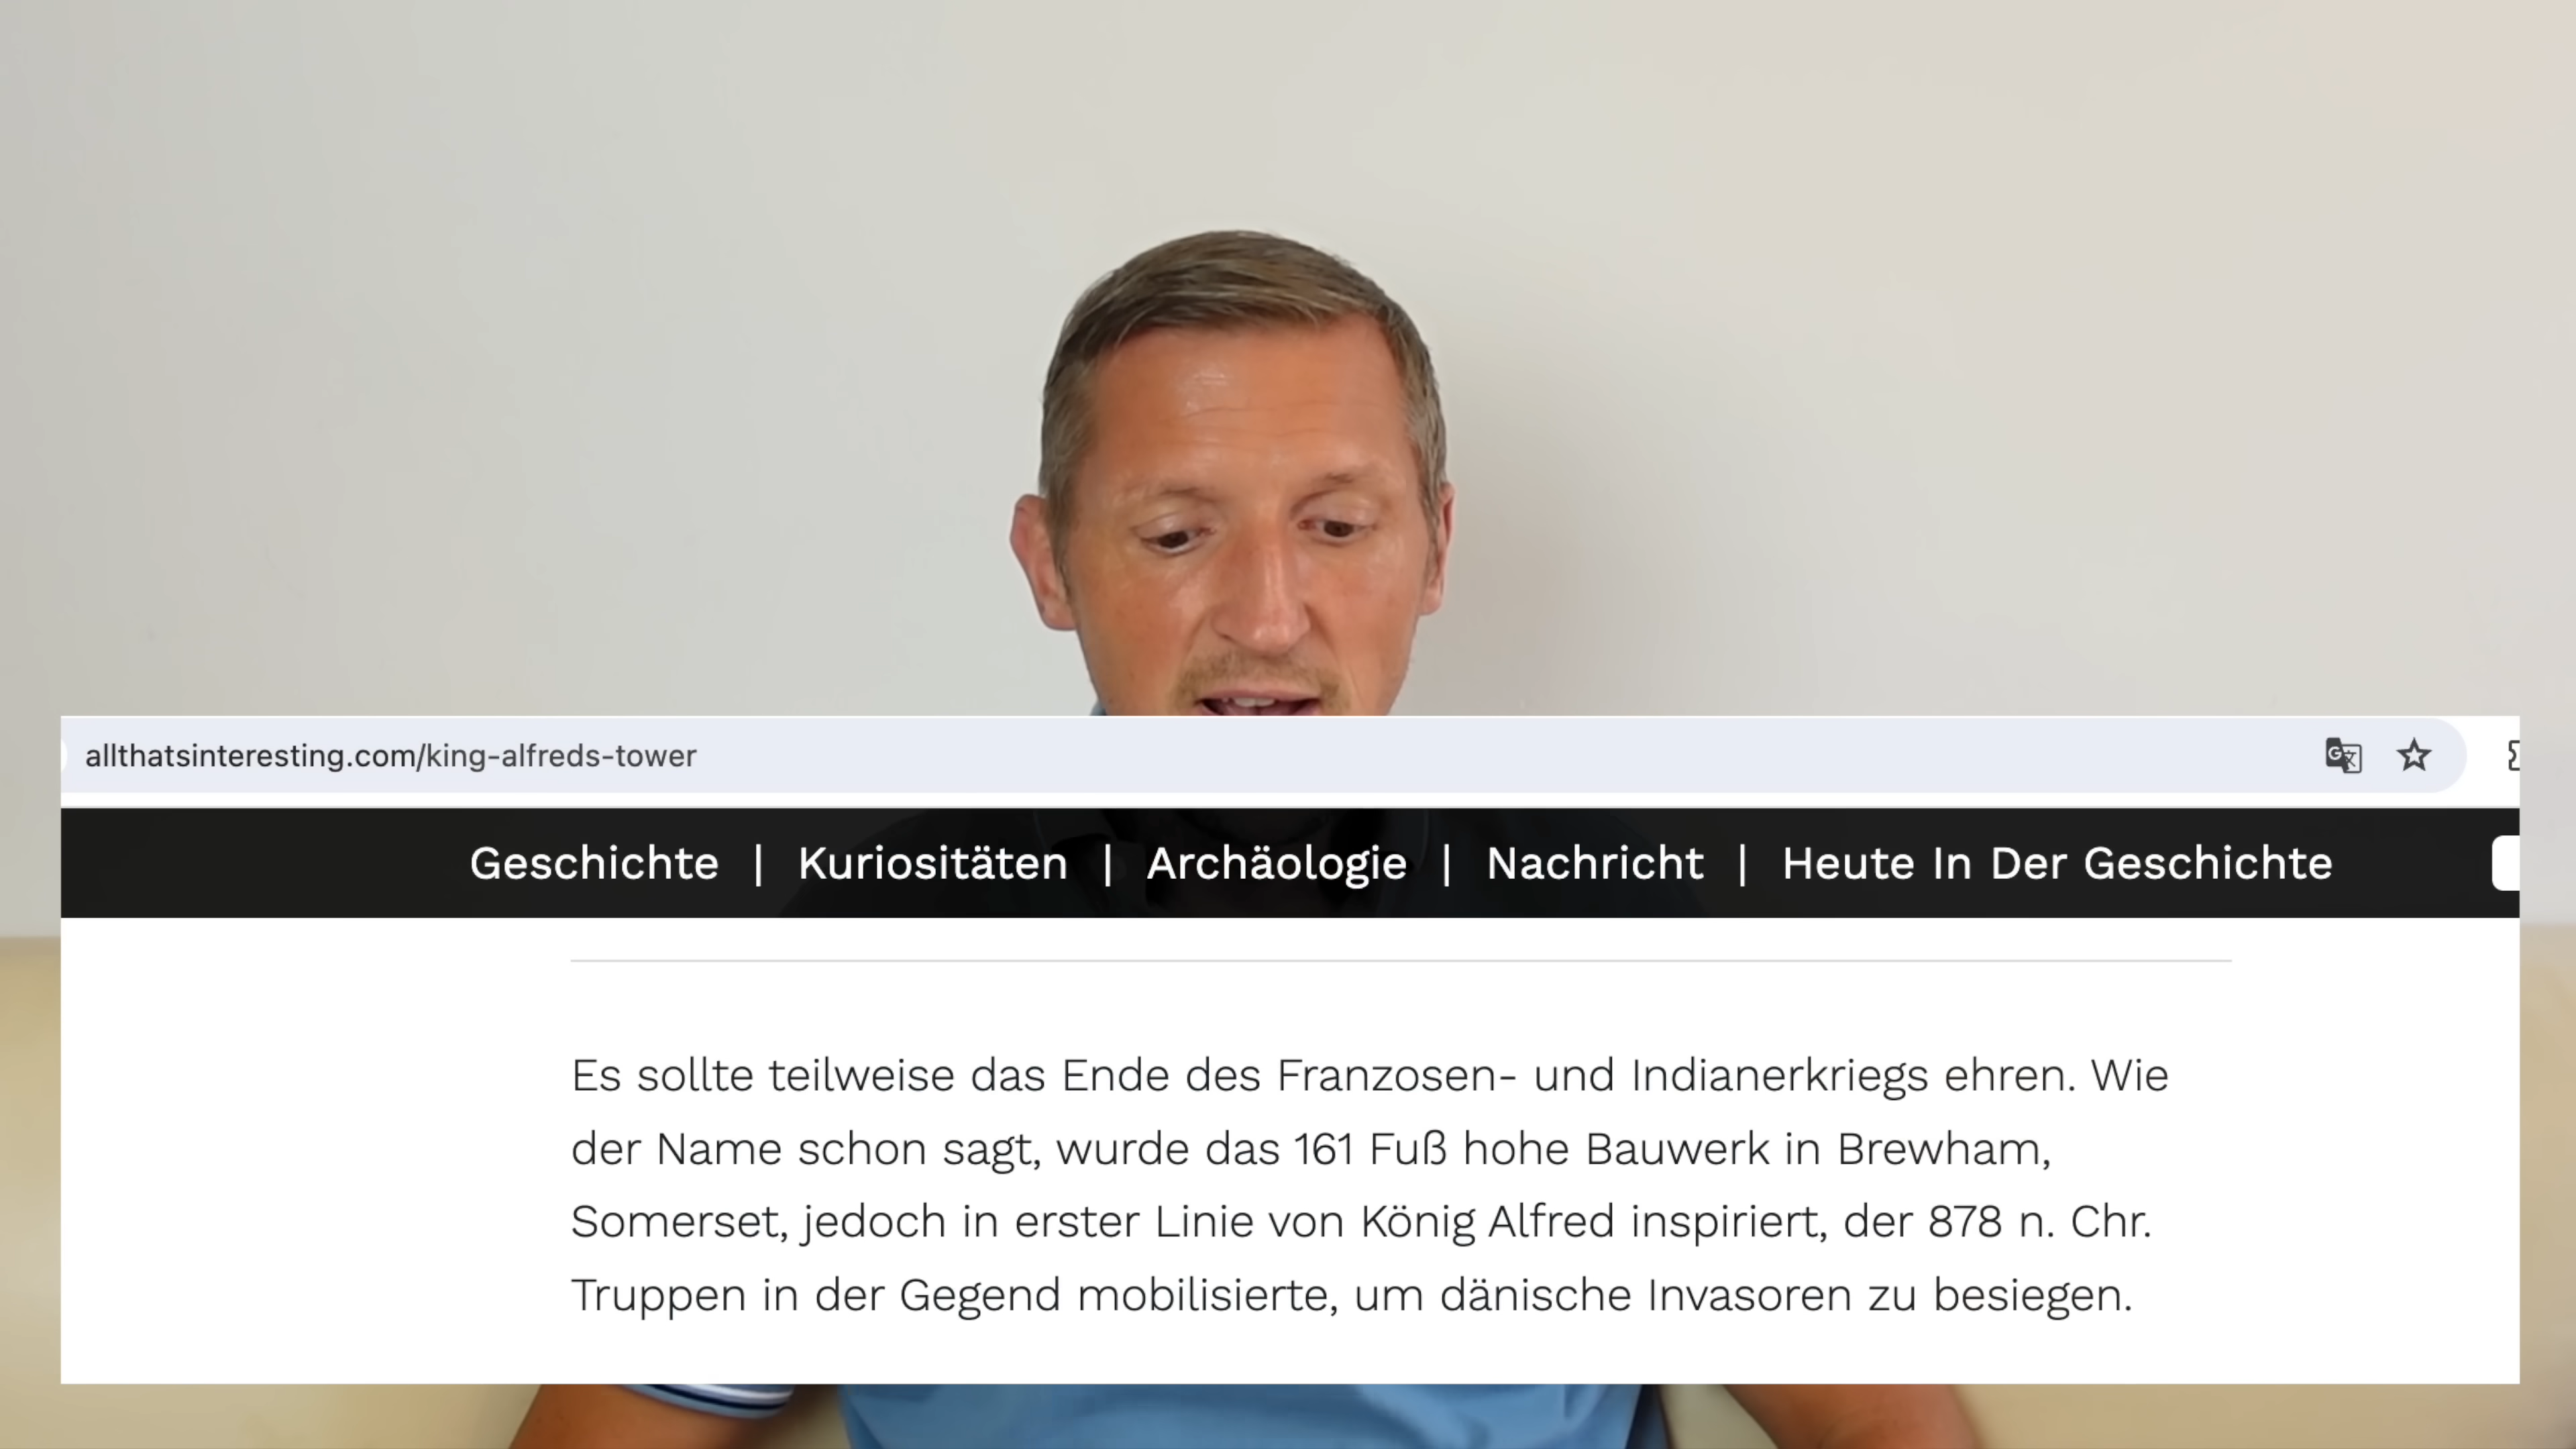 allthatsinteresting.com/king-alfreds-tower
Geschichte | Kuriositäten | Archäologie | Nachricht | Heute In Der Geschichte
Es sollte teilweise das Ende des Franzosen- und Indianerkriegs ehren. Wie
der Name schon sagt, wurde das 161 Fuß hohe Bauwerk in Brewham,
Somerset, jedoch in erster Linie von König Alfred inspiriert, der 878 n. Chr.
Truppen in der Gegend mobilisierte, um dänische Invasoren zu besiegen.